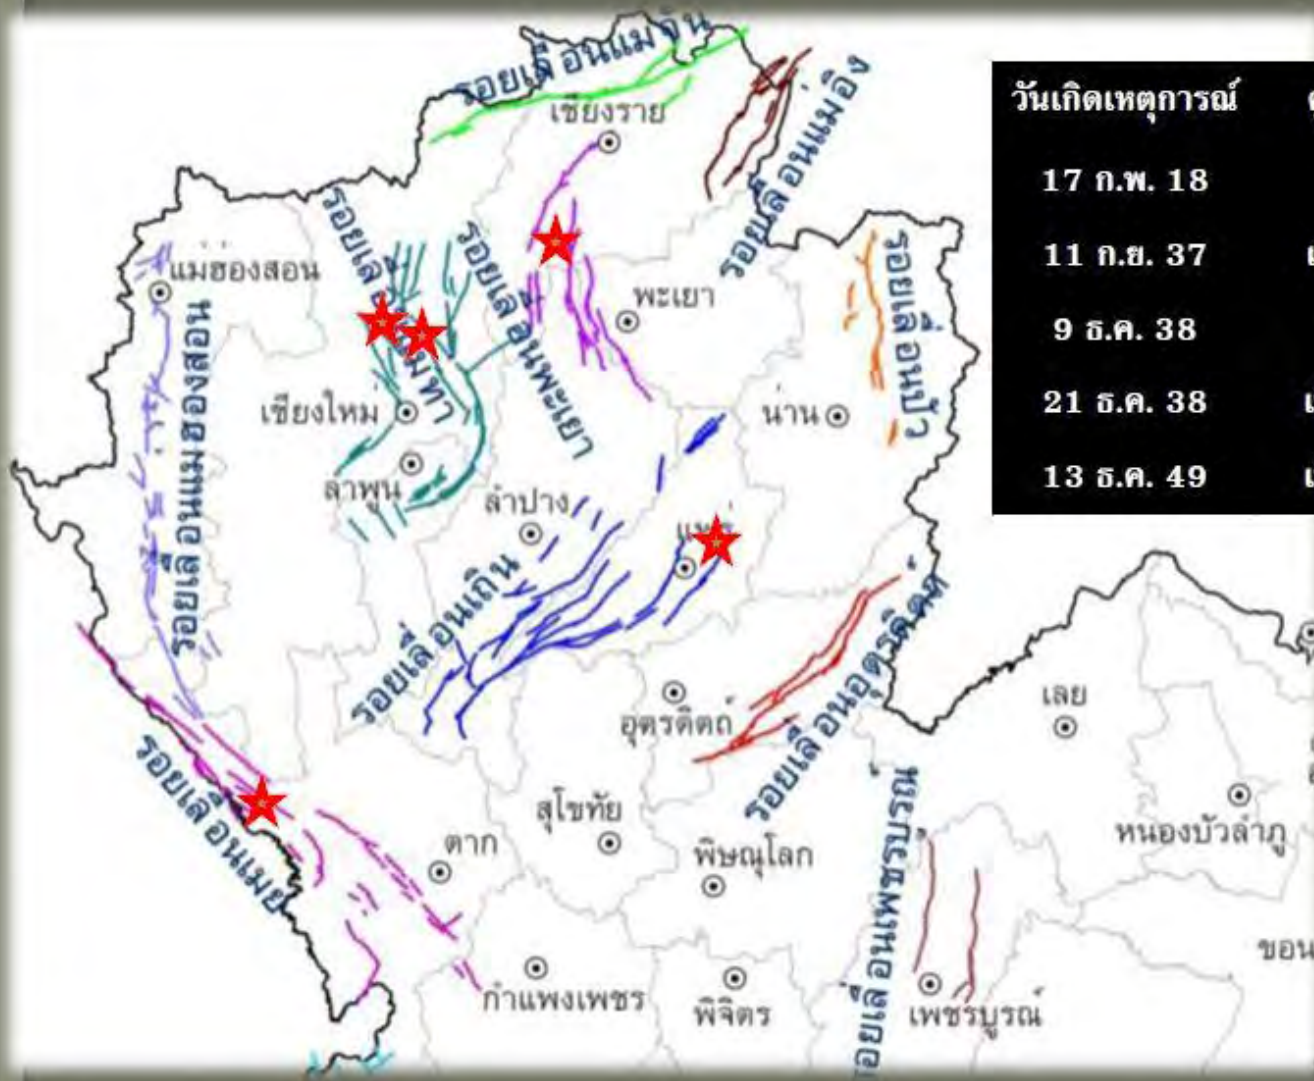 รอยเลื่อนแม่จัน
เชียงราย
รอยเลื่อนแม่อิง
วันเกิดเหตุการณ์
17 ก.พ. 18
11 ก.ย. 37
9 ธ.ค. 38
21 ธ.ค. 38
13 ธ.ค. 49
แม่ฮ่องสอน
รอยเลื่อนแม่ฮองสอน
รอยเลื่อนพะเยา
พะเยา
รอยเลื่อนปัว
เชียงใหม่
น่าน
ลำพูน
ลำปาง
แพร่
รอยเลื่อนเถิน
อุตรดิตถ์
รอยเลื่อนอุตรดิตถ์
เลย
รอยเลื่อนเมย
สุโขทัย
ตาก
พิษณุโลก
หนองบัวลำภู
กำแพงเพชร
พิจิตร
เพชรบูรณ์
ขอน